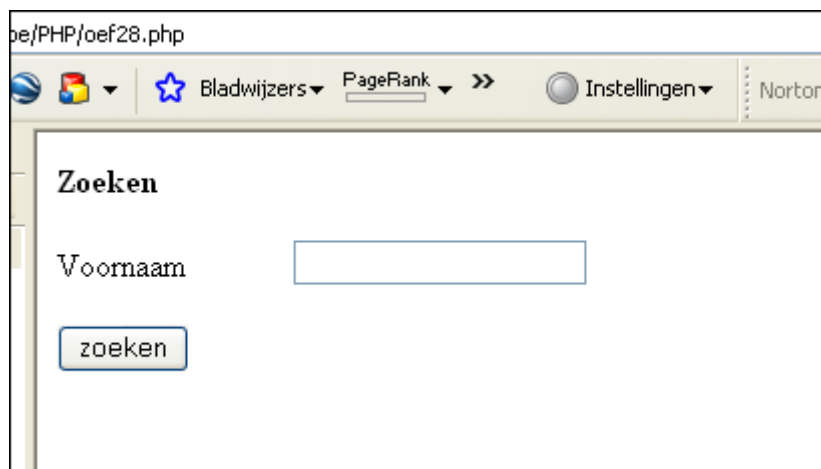 be/PHP/oef28.php
Bladwijzers PageRank Instellingen Norton
Zoeken
Voornaam
zoeken